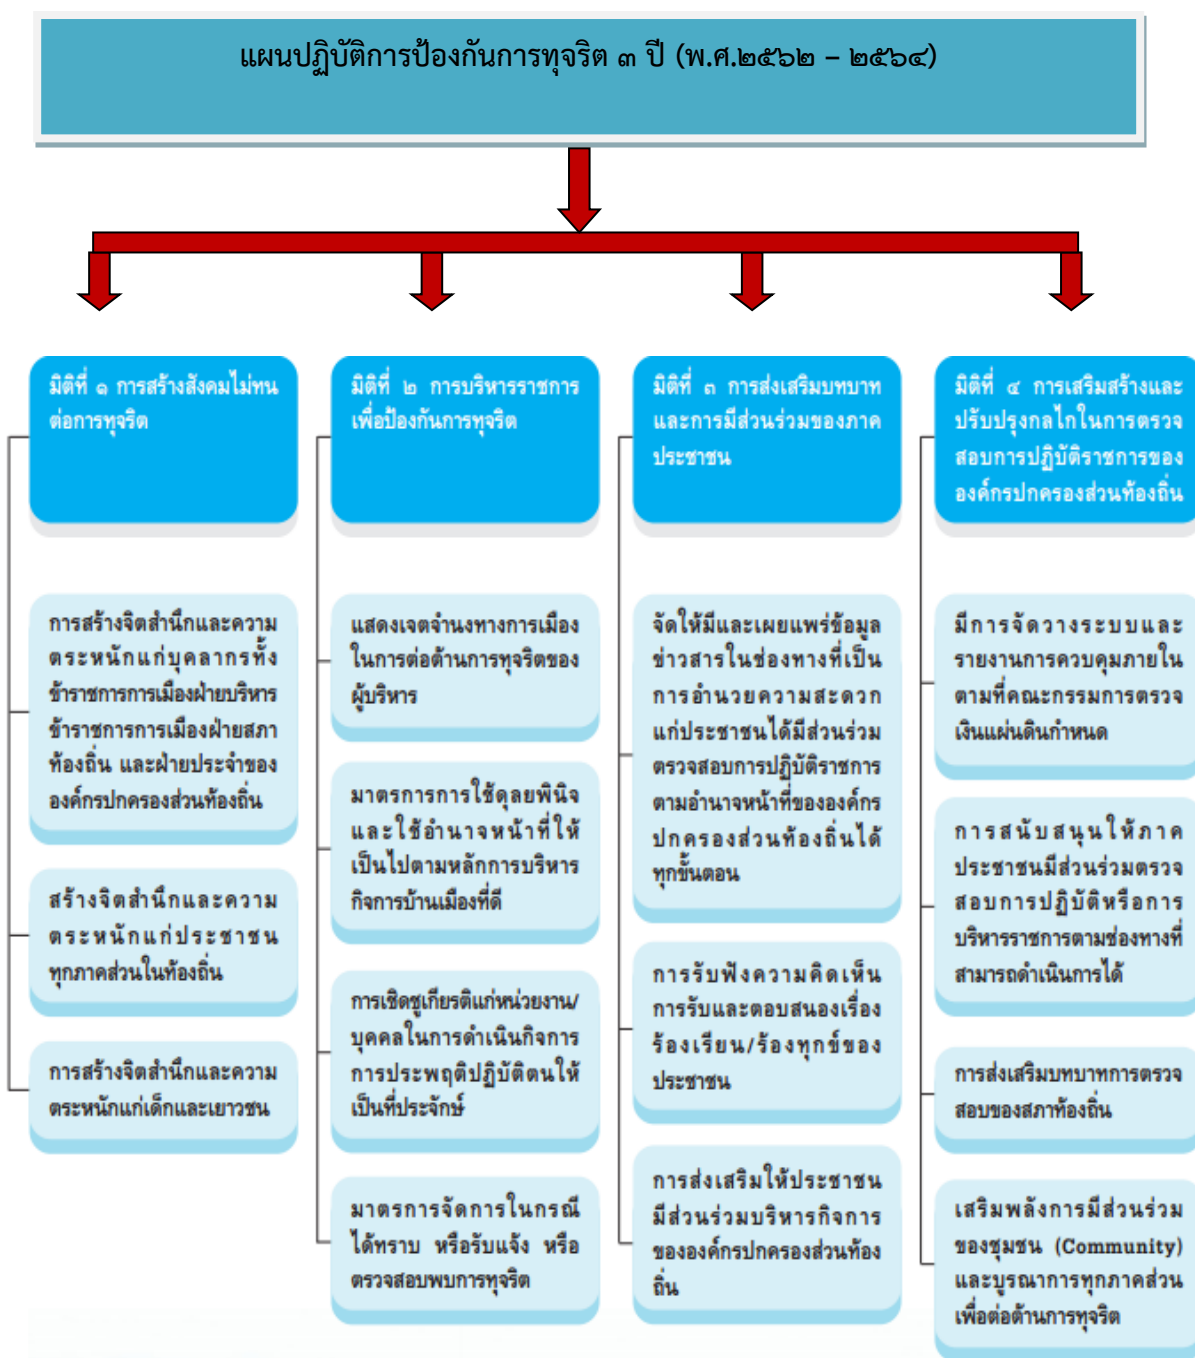 แผนปฏิบัติการป้องกันการทุจริต ๓ ปี (พ.ศ.๒๕๖๒ – ๒๕๖๔)
มิติที่ ๑ การสร้างสังคมไม่ทน
ต่อการทุจริต
การสร้างจิตสำนึกและความ
ตระหนักแก่บุคลากรทั้ง
ข้าราชการการเมืองฝ่ายบริหาร
ข้าราชการการเมืองฝ่ายสภา
ท้องถิ่น และฝ่ายประจำของ
องค์กรปกครองส่วนท้องถิ่น
สร้างจิตสำนึกและความ
ตระหนักแก่ประชาชน
ทุกภาคส่วนในท้องถิ่น
การสร้างจิตสำนึกและความ
ตระหนักแก่เด็กและเยาวชน
มิติที่ ๒ การบริหารราชการ
เพื่อป้องกันการทุจริต
แสดงเจตจำนงทางการเมือง
ในการต่อต้านการทุจริตของ
ผู้บริหาร
มาตรการการใช้ดุลยพินิจ
และใช้อำนาจหน้าที่ให้
เป็นไปตามหลักการบริหาร
กิจการบ้านเมืองที่ดี
การเชิดชูเกียรติแก่หน่วยงาน/
บุคคลในการดำเนินกิจการ
การประพฤติปฏิบัติตนให้
เป็นที่ประจักษ์
มาตรการจัดการในกรณี
ได้ทราบ หรือรับแจ้ง หรือ
ตรวจสอบพบการทุจริต
มิติที่ ๓ การส่งเสริมบทบาท
และการมีส่วนร่วมของภาค
ประชาชน
จัดให้มีและเผยแพร่ข้อมูล
ข่าวสารในช่องทางที่เป็น
การอำนวยความสะดวก
แก่ประชาชนได้มีส่วนร่วม
ตรวจสอบการปฏิบัติราชการ
ตามอำนาจหน้าที่ขององค์กร
ปกครองส่วนท้องถิ่นได้
ทุกขั้นตอน
การรับฟังความคิดเห็น
การรับและตอบสนองเรื่อง
ร้องเรียน/ร้องทุกข์ของ
ประชาชน
การส่งเสริมให้ประชาชน
มีส่วนร่วมบริหารกิจการ
ขององค์กรปกครองส่วนท้อง
ถิ่น
มิติที่ ๔ การเสริมสร้างและ
ปรับปรุงกลไกในการตรวจ
สอบการปฏิบัติราชการของ
องค์กรปกครองส่วนท้องถิ่น
มีการจัดวางระบบและ
รายงานการควบคุมภายใน
ตามที่คณะกรรมการตรวจ
เงินแผ่นดินกำหนด
การสนับสนุนให้ภาค
ประชาชนมีส่วนร่วมตรวจ
สอบการปฏิบัติหรือการ
บริหารราชการตามช่องทางที่
สามารถดำเนินการได้
การส่งเสริมบทบาทการตรวจ
สอบของสภาท้องถิ่น
เสริมพลังการมีส่วนร่วม
ของชุมชน (Community)
และบูรณาการทุกภาคส่วน
เพื่อต่อต้านการทุจริต